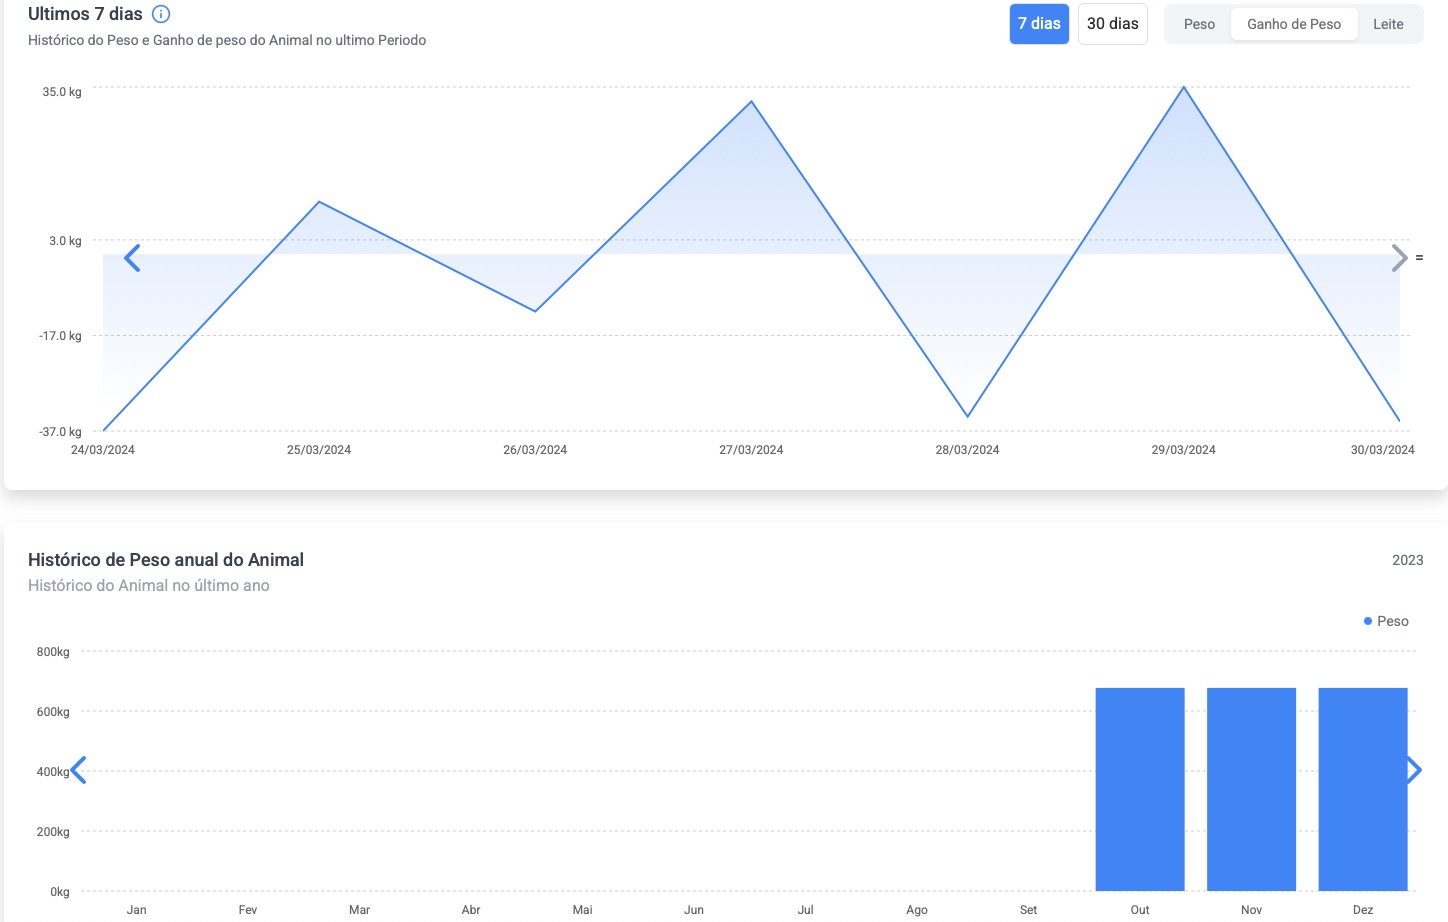 Ultimos 7 dias
7 dias 30 dias Peso Ganho de Peso Leite
Histórico do Peso e Ganho de peso do Animal no ultimo Periodo
35.0 kg
3.0 kg
=
-17.0 kg
-37.0 kg
24/03/2024 25/03/2024 26/03/2024 27/03/2024 28/03/2024 29/03/2024 30/03/2024
Histórico de Peso anual do Animal
2023
Histórico do Animal no último ano
Peso
800kg
600kg
400kg
200kg
0kg
Jan Fev Mar Abr Mai Jun Jul Ago Set Out Nov Dez